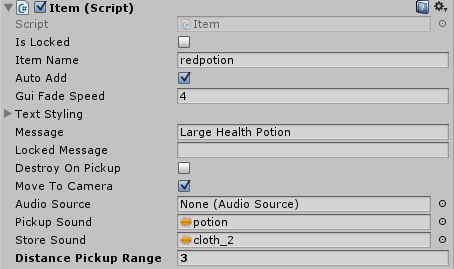 Item (Script)
Script Item
Is Locked
Item Name redpotion
Auto Add
Gui Fade Speed 4
Text Styling
Message Large Health Potion
Locked Message
Destroy On Pickup
Move To Camera
Audio Source None (Audio Source)
Pickup Sound potion
Store Sound cloth_2
Distance Pickup Range 3